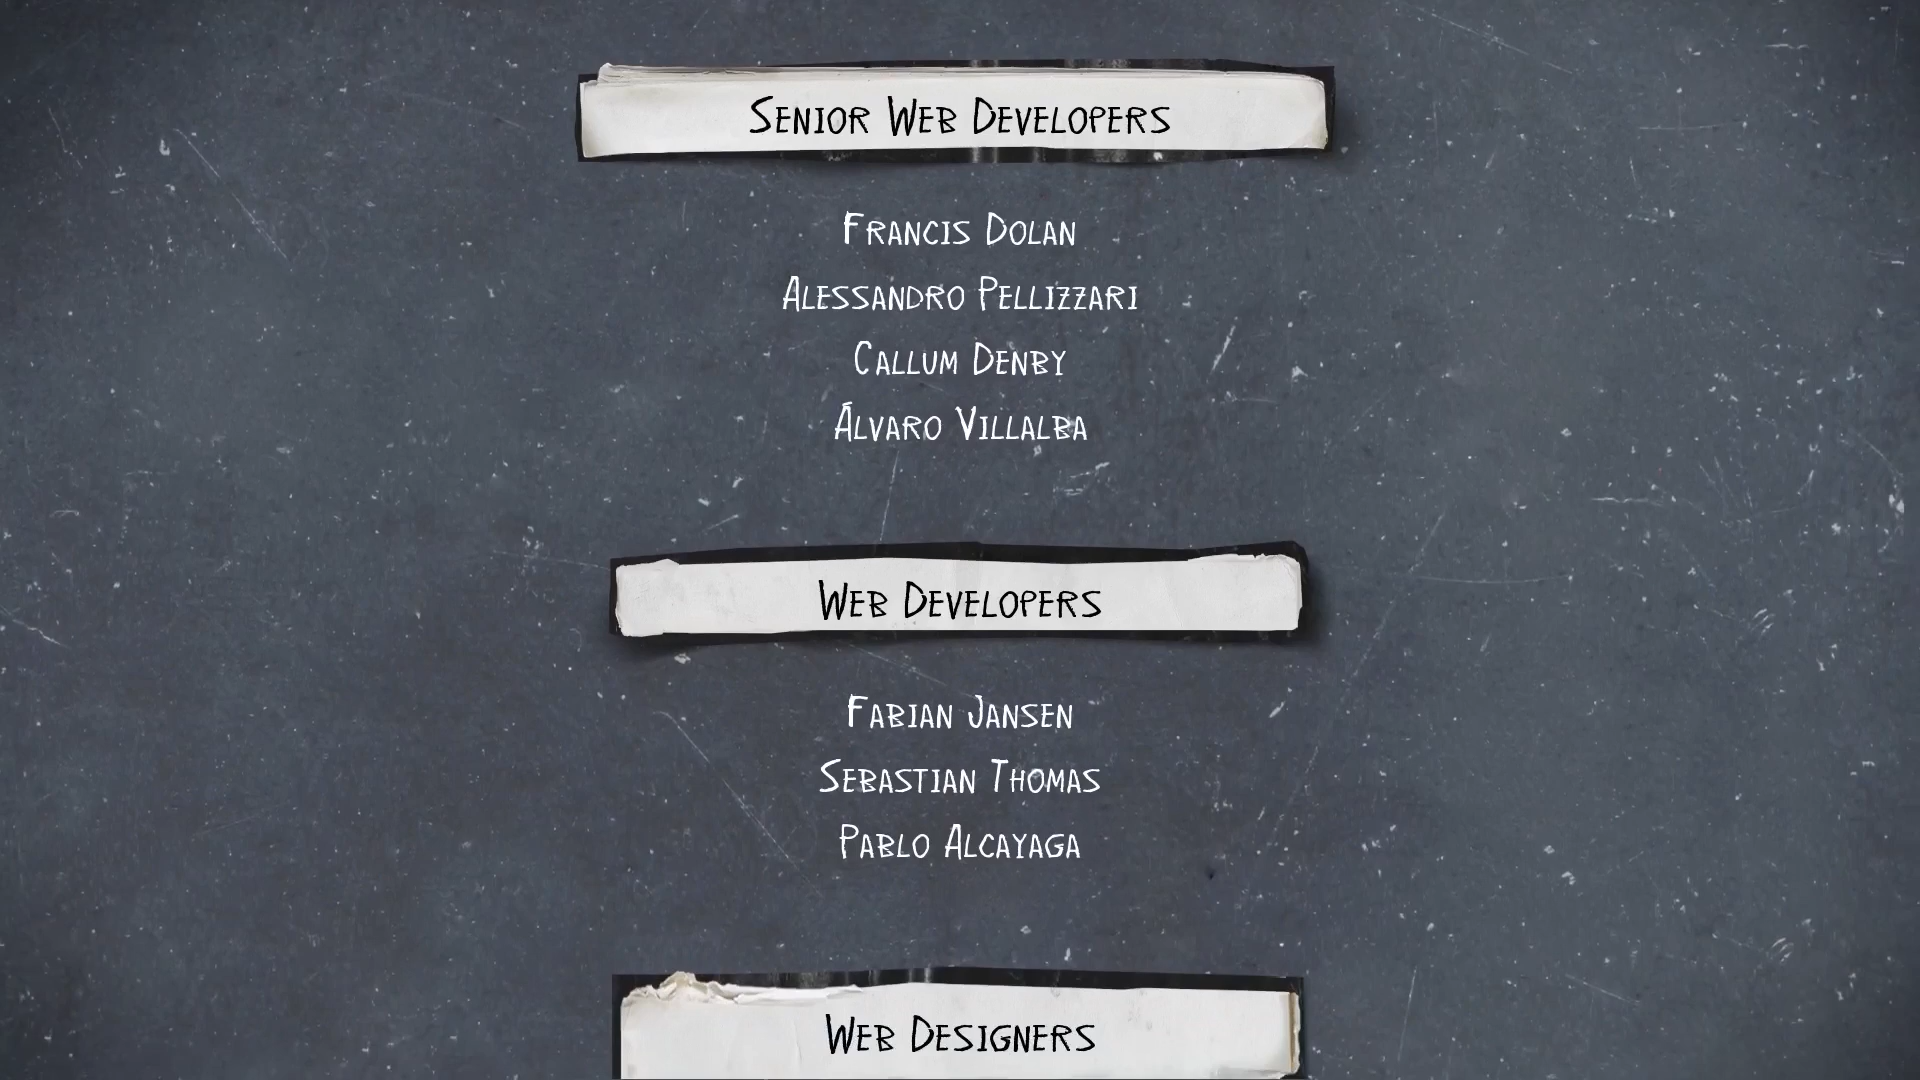 Senior Web Developers
Francis Dolan
Alessandro Pellizzari
Callum Denby
Álvaro Villalba
Web Developers
Fabian Jansen
Sebastian Thomas
Pablo Alcayaga
Web Designers